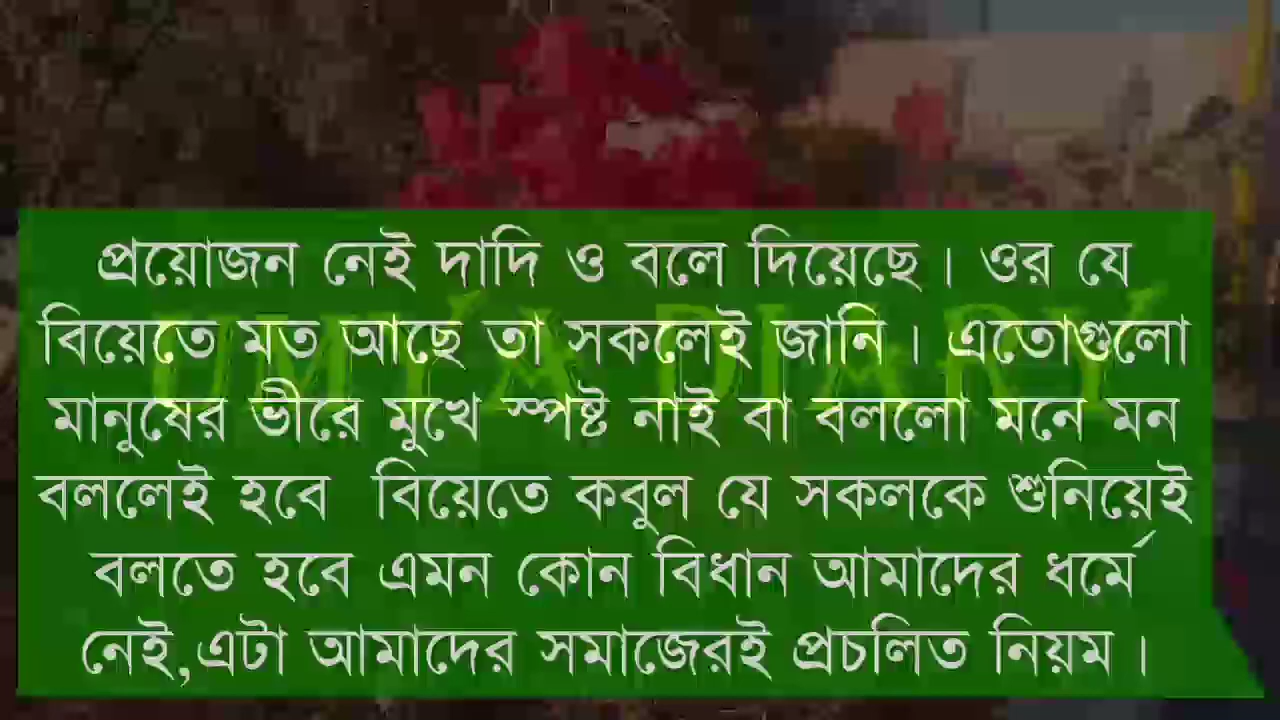 প্রয়োজন নেই দাদি ও বলে দিয়েছে। ওর যে
বিয়েতে মত আছে তা সকলেই জানি। এতোগুলো
মানুষের ভীরে মুখে স্পষ্ট নাই বা বললো মনে মন
বললেই হবে  বিয়েতে কবুল যে সকলকে শুনিয়েই
বলতে হবে এমন কোন বিধান আমাদের ধর্মে
নেই,এটা আমাদের সমাজেরই প্রচলিত নিয়ম।